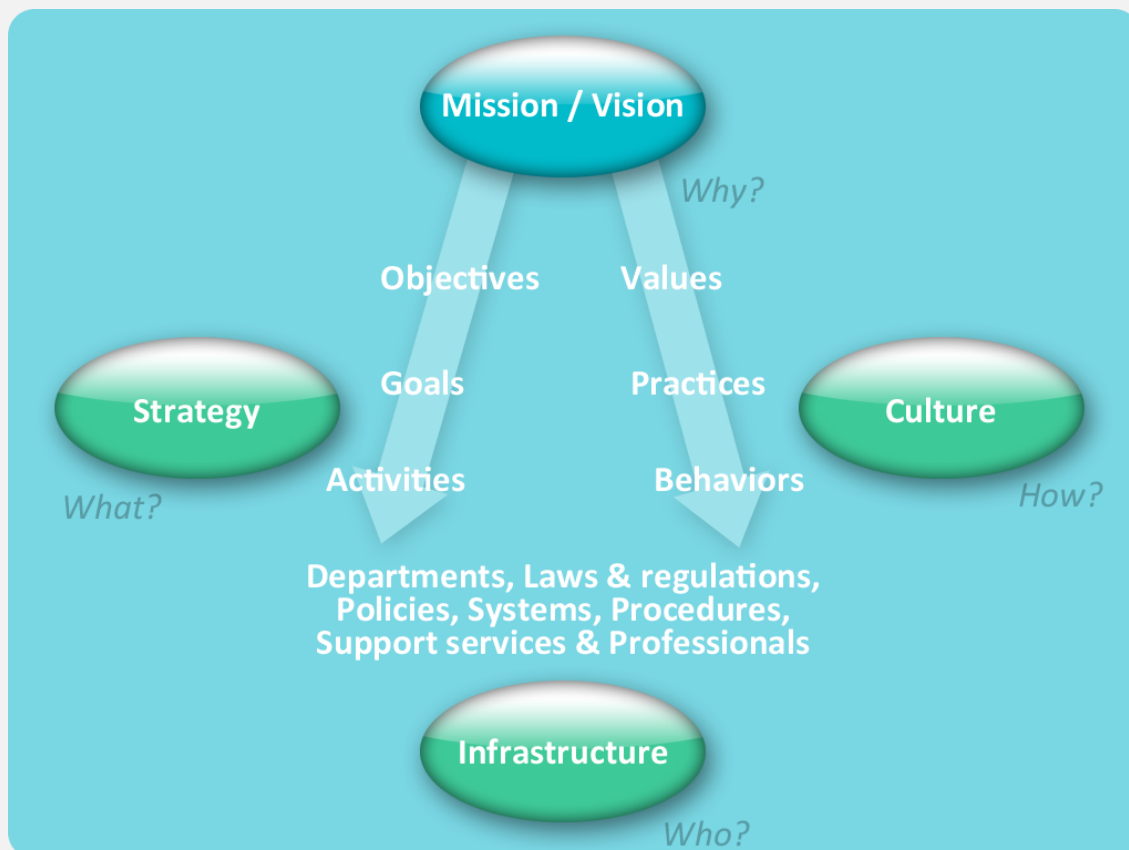 Mission / Vision
Why?
Objectives
Values
Goals
Practices
Strategy
Culture
Activities
Behaviors
What?
How?
Departments, Laws & regulations,
Policies, Systems, Procedures,
Support services & Professionals
Infrastructure
Who?